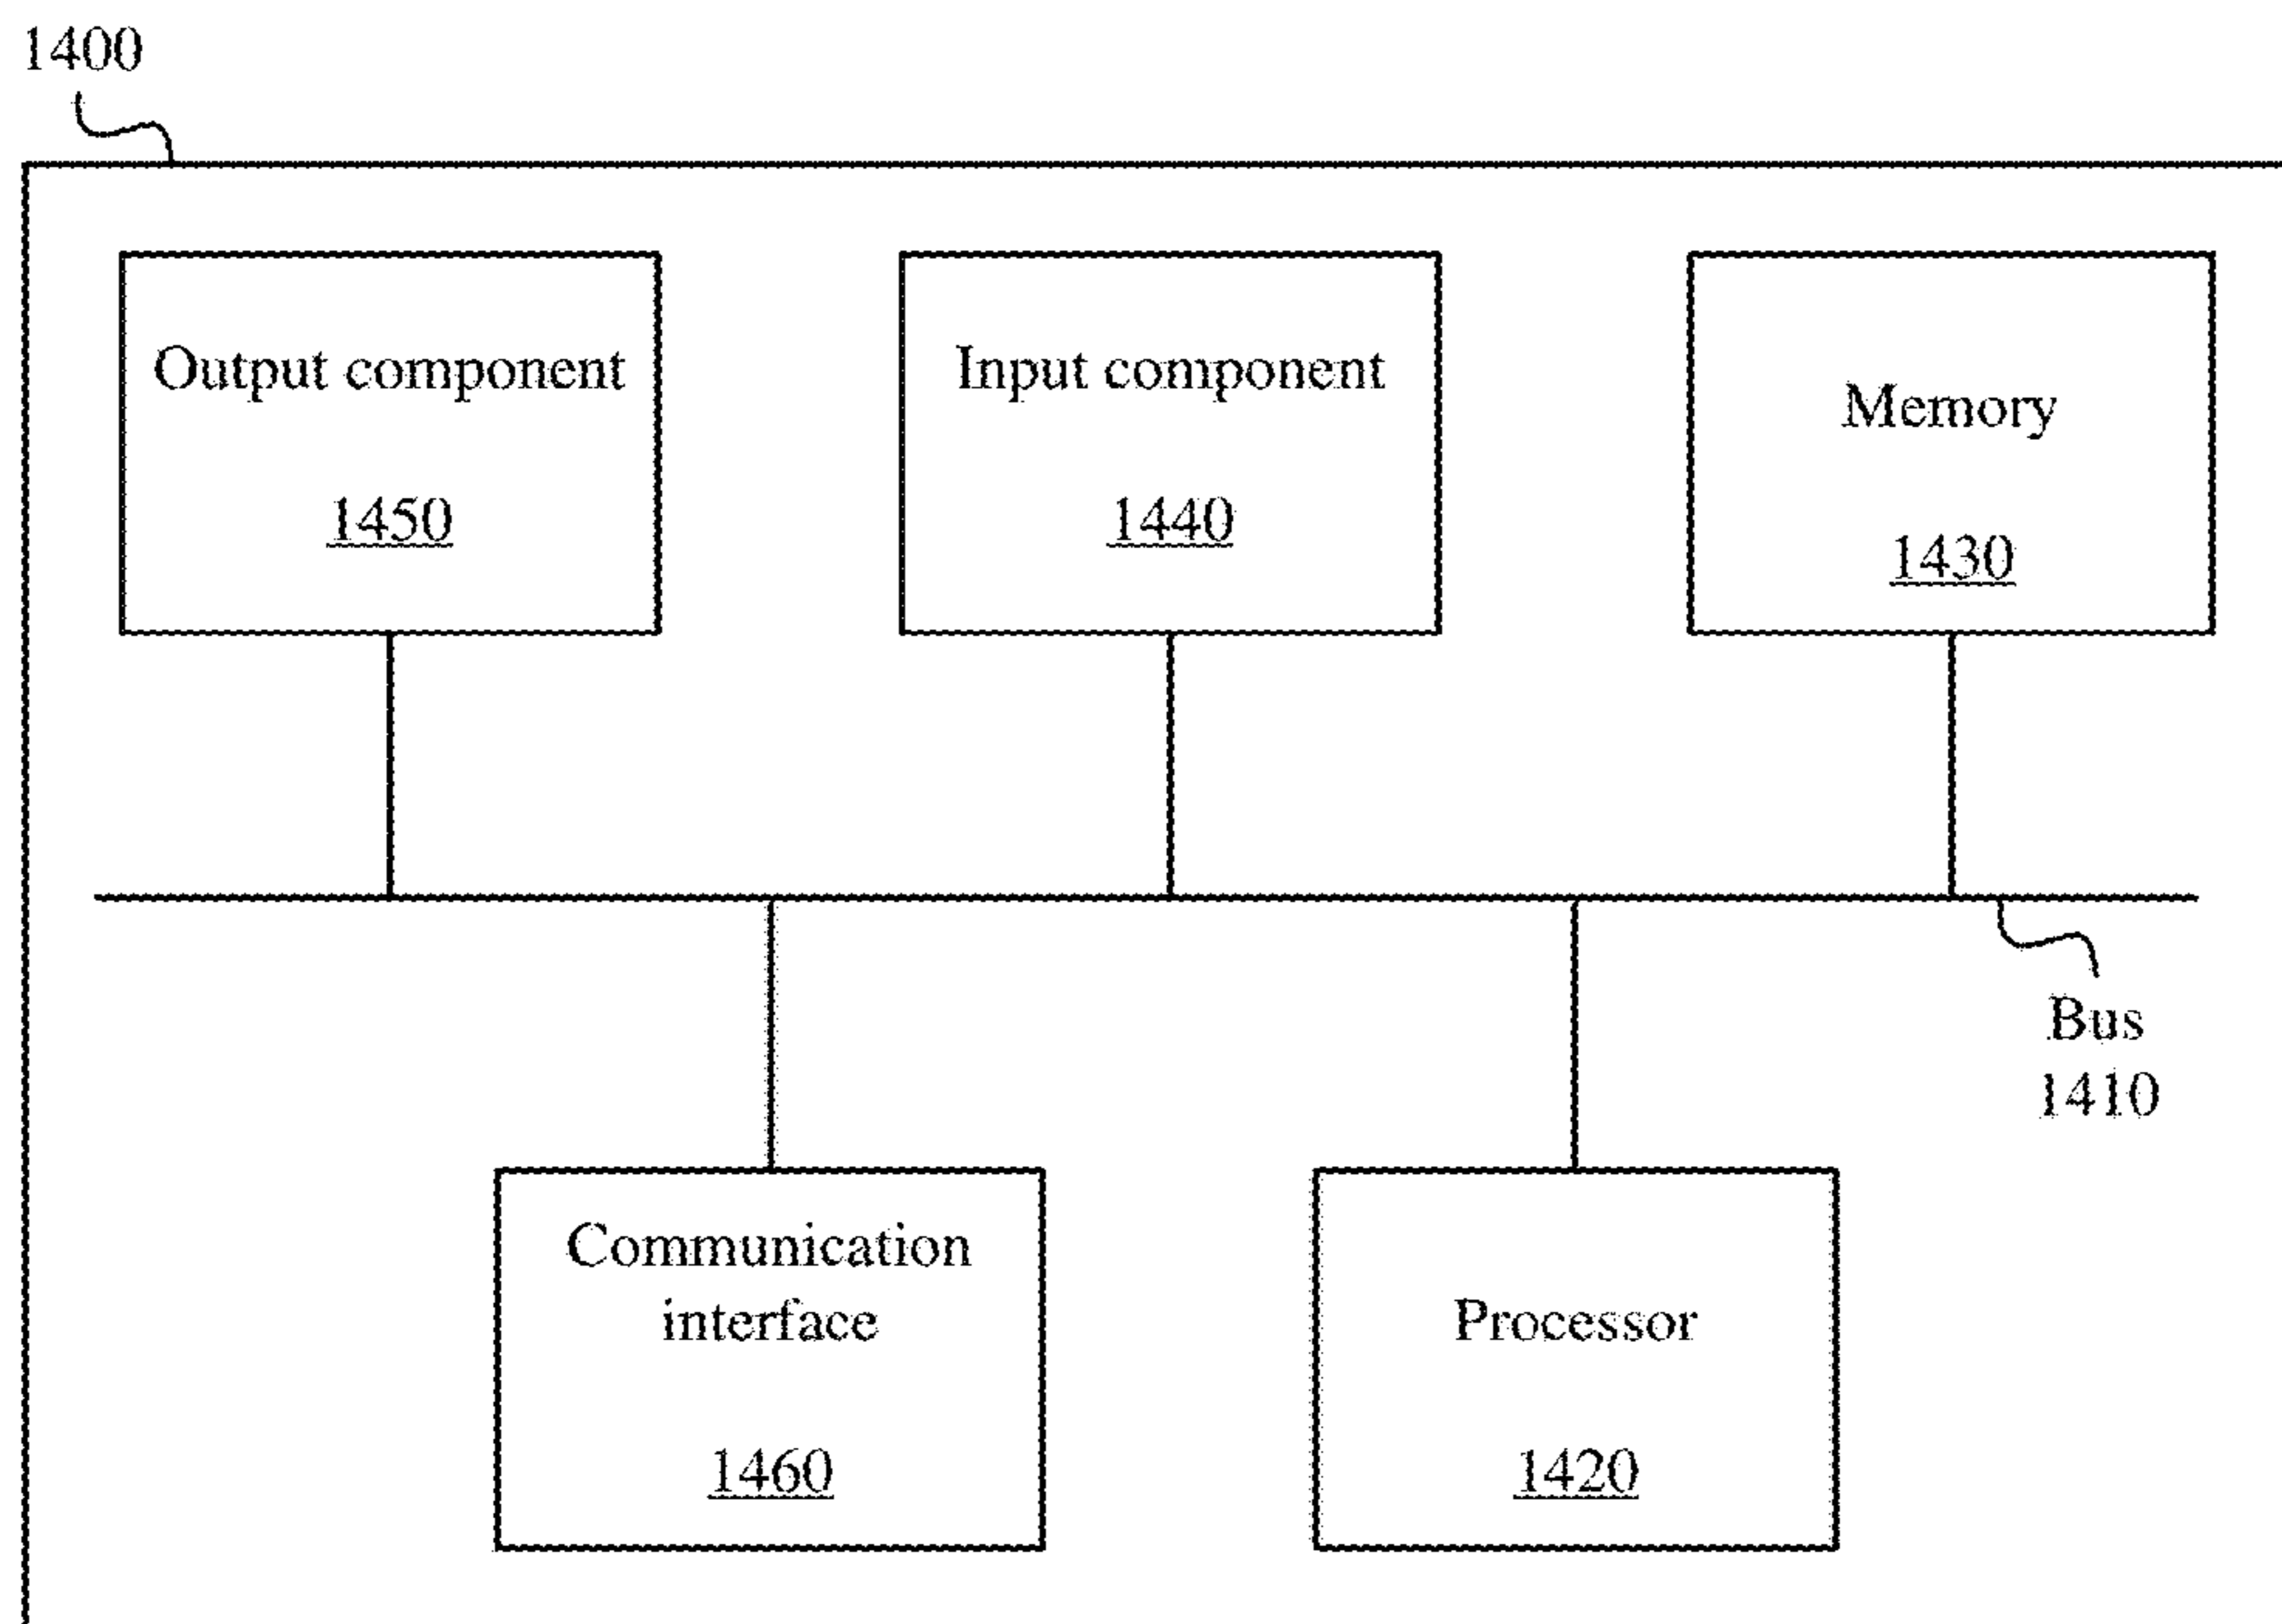 1400
Output component
1450
Input component
1440
Memory
1430
Bus
1410
Communication
interface
1460
Processor
1420